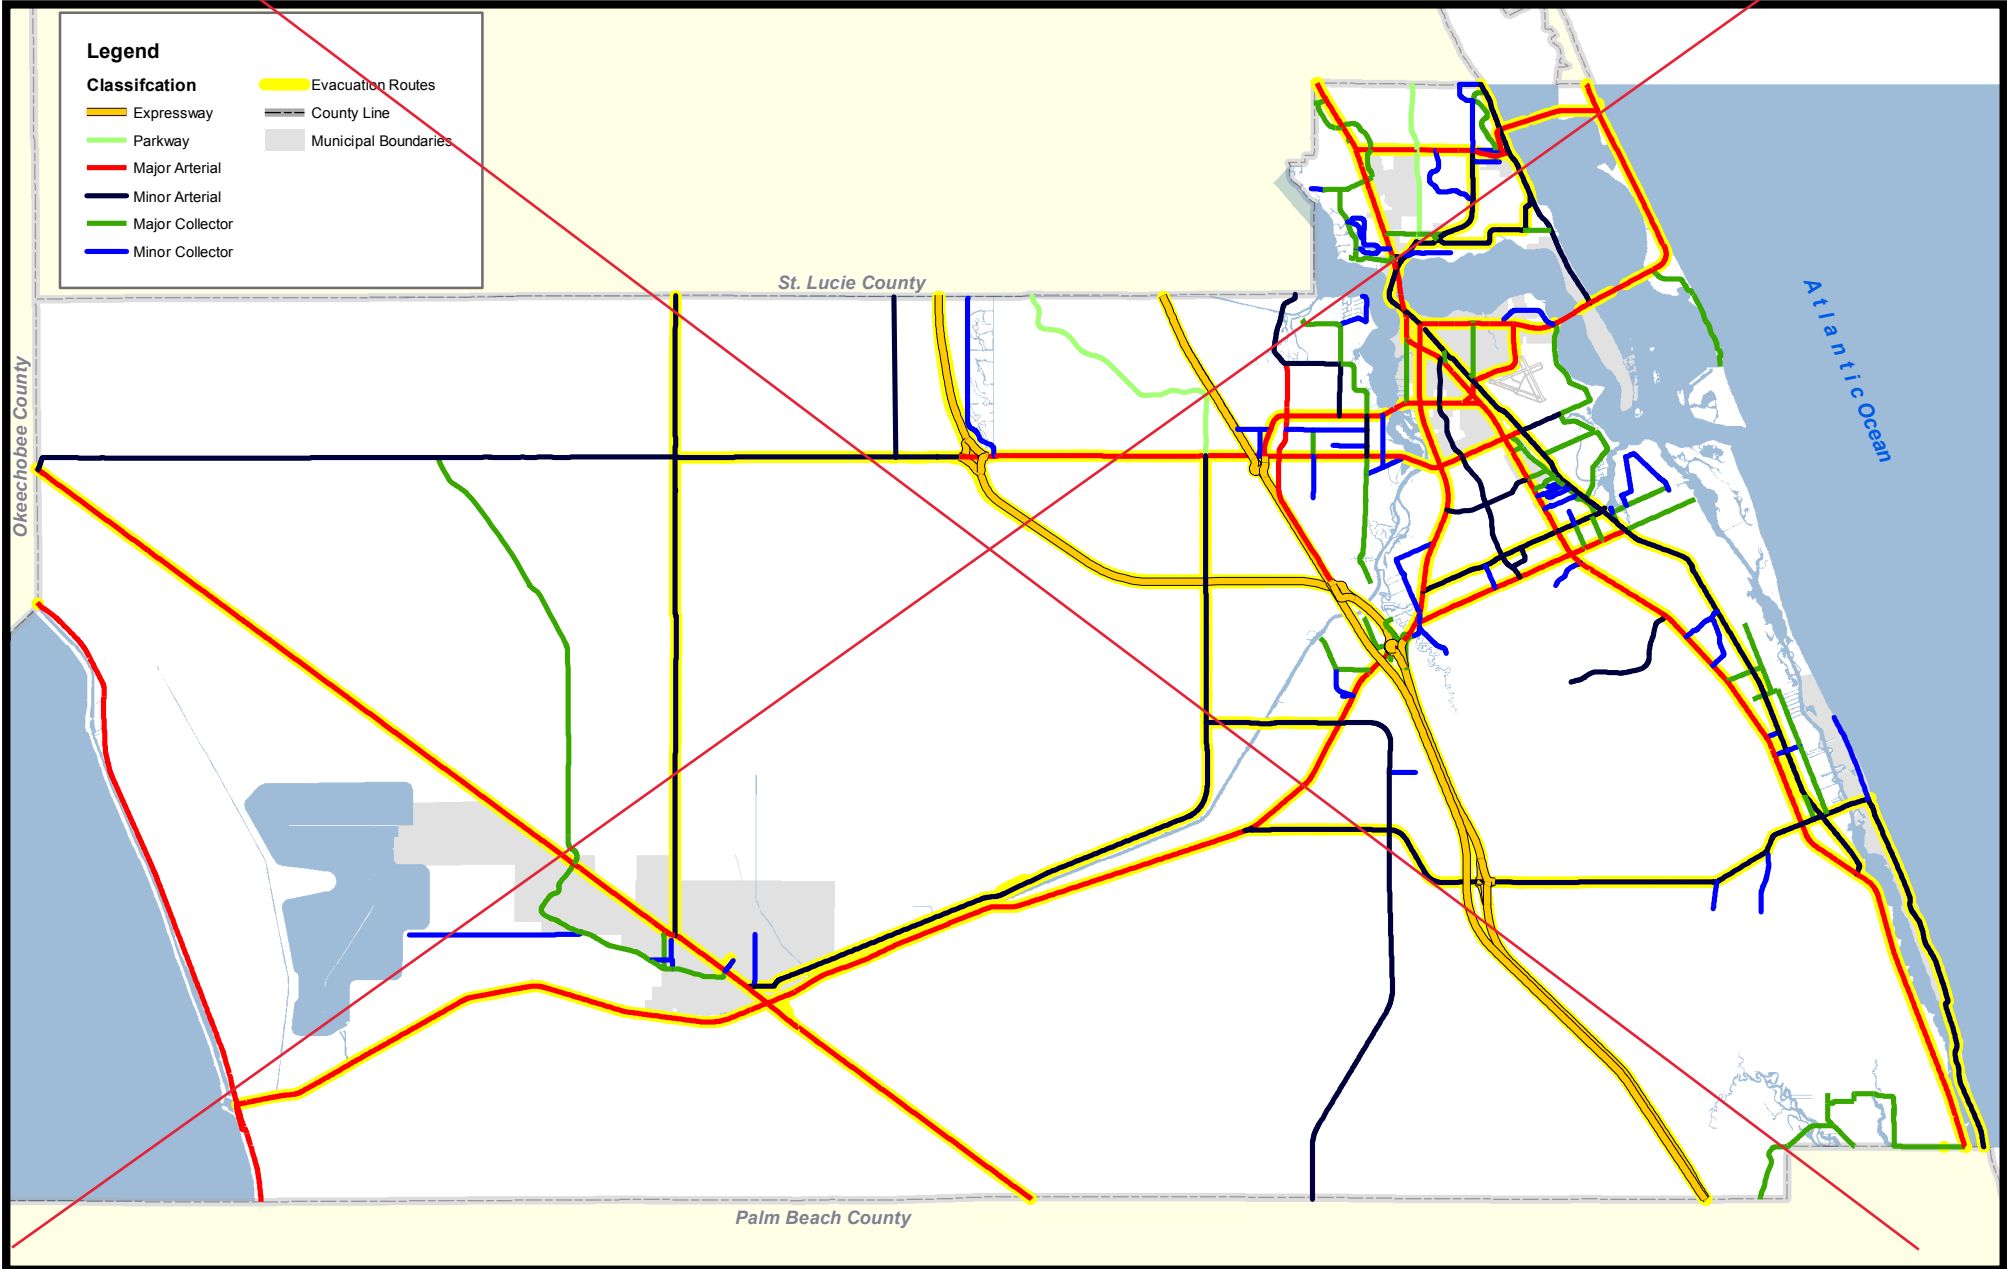 Legend
Classifcation
Expressway
Parkway
Major Arterial
Minor Arterial
Major Collector
Minor Collector
Evacuation Routes
County Line
Municipal Boundaries
St. Lucie County
Okeechobee County
Atlantic Ocean
Palm Beach County